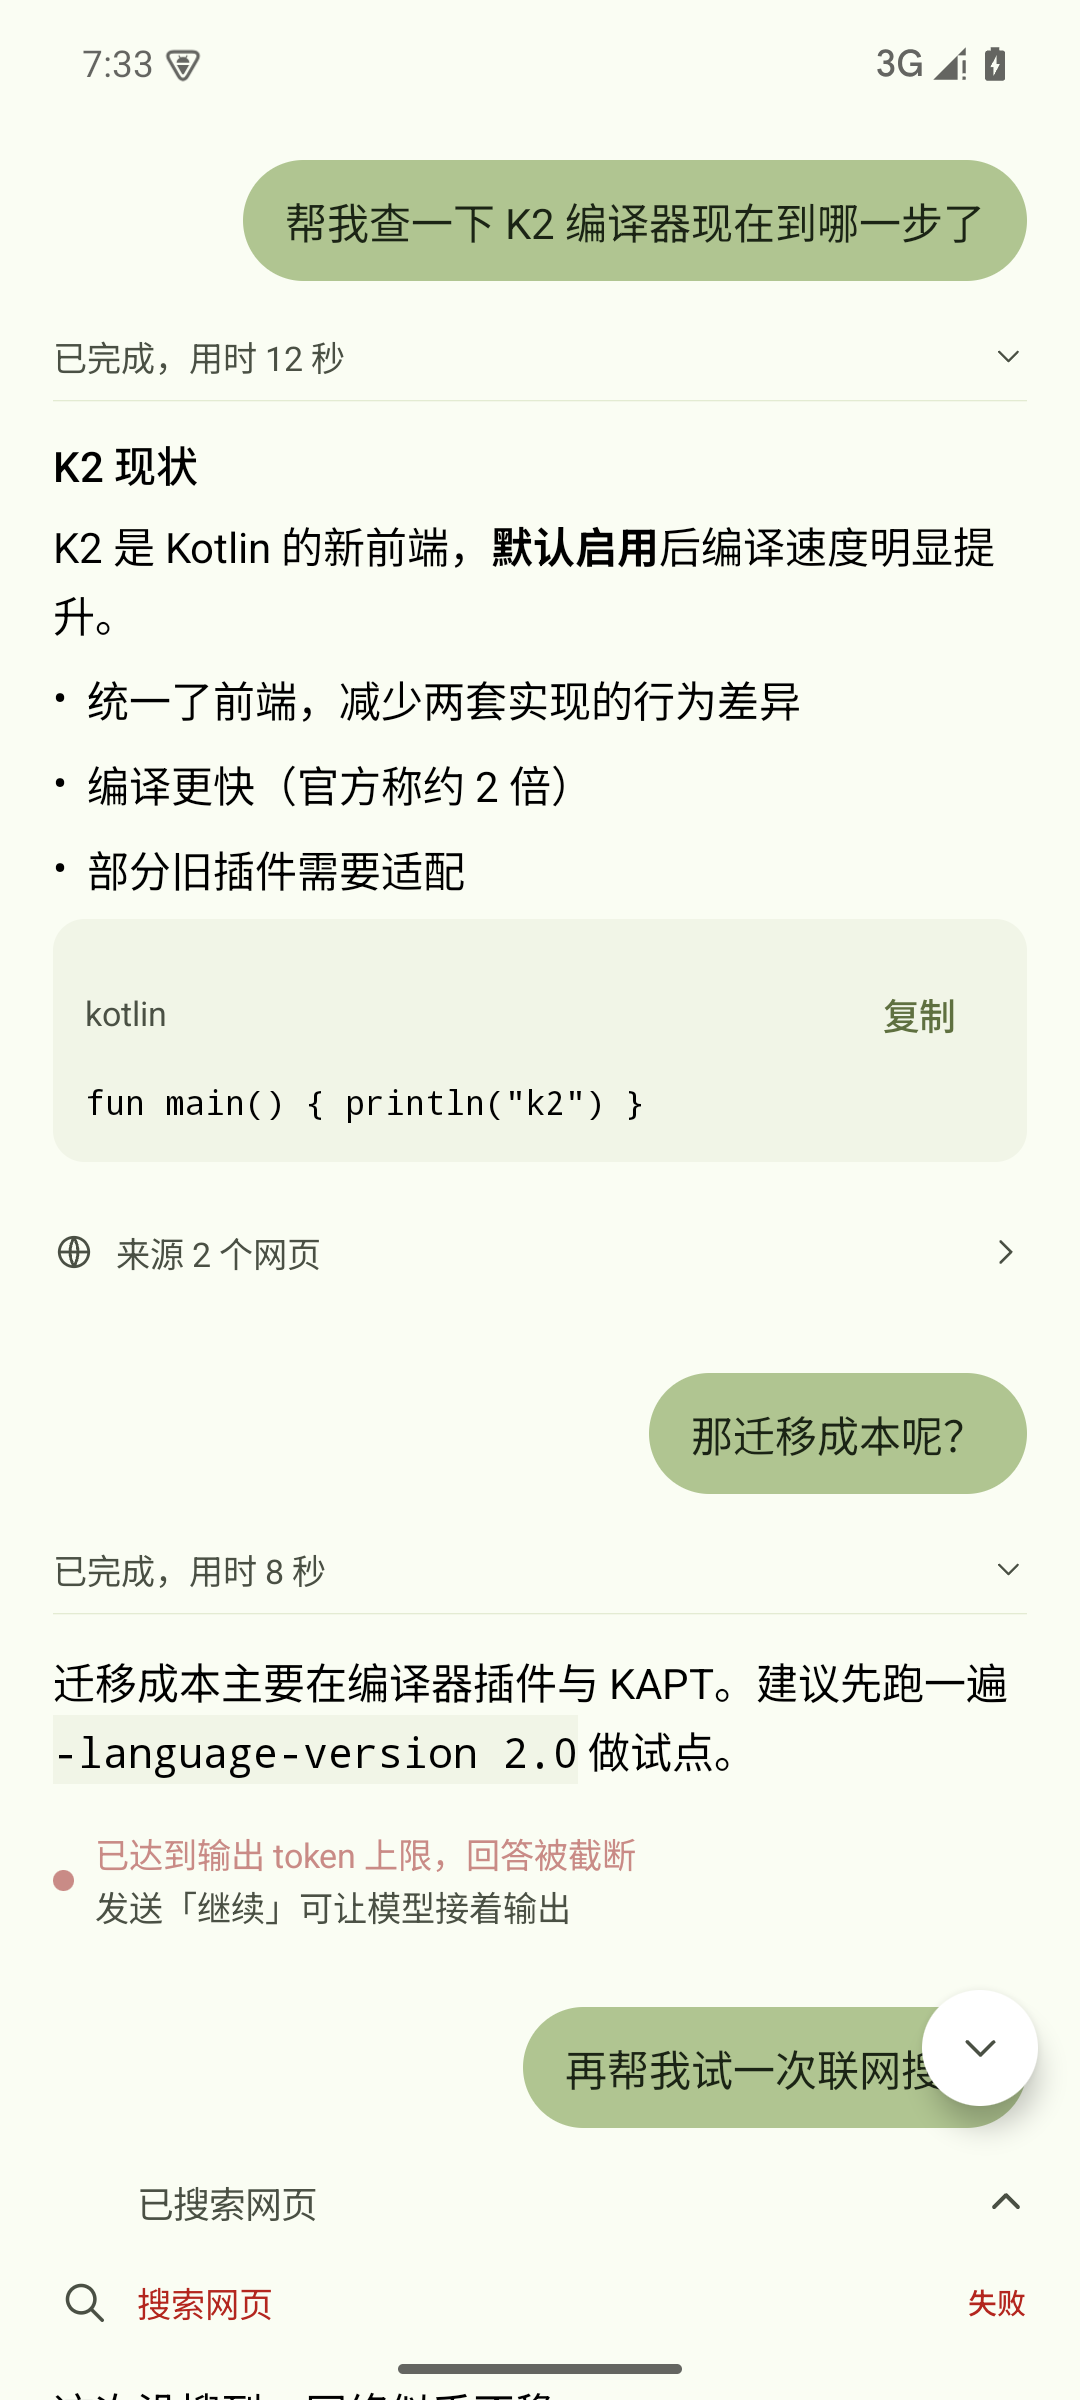 7:33
3G
帮我查一下 K2 编译器现在到哪一步了
已完成，用时 12 秒
K2 现状
K2 是 Kotlin 的新前端，默认启用后编译速度明显提
升。
• 统一了前端，减少两套实现的行为差异
• 编译更快（官方称约 2 倍）
• 部分旧插件需要适配
kotlin
复制
fun main() { println("k2") }
来源 2 个网页
那迁移成本呢？
已完成，用时 8 秒
迁移成本主要在编译器插件与 KAPT。建议先跑一遍
-language-version 2.0 做试点。
已达到输出 token 上限，回答被截断
发送「继续」可让模型接着输出
再帮我试一次联网搜
已搜索网页
搜索网页
失败